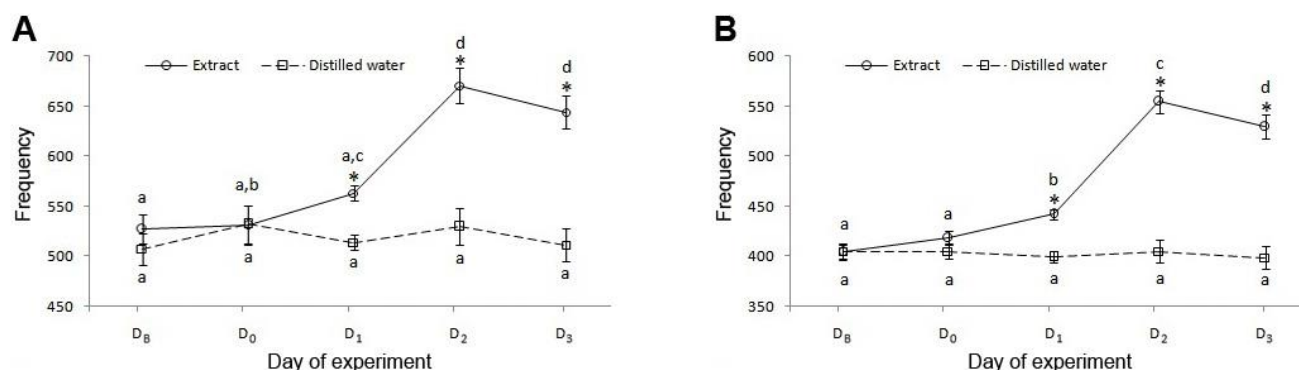 A
700
650
600
550
500
450
Frequency
Extract
Distilled water
a
a,b
a,c
*
d
*
d
*
a
a
a
a
a
D_B
D_0
D_1
D_2
D_3
Day of experiment
B
600
550
500
450
400
350
Frequency
Extract
Distilled water
a
a
b
*
c
*
d
*
a
a
a
a
a
D_B
D_0
D_1
D_2
D_3
Day of experiment